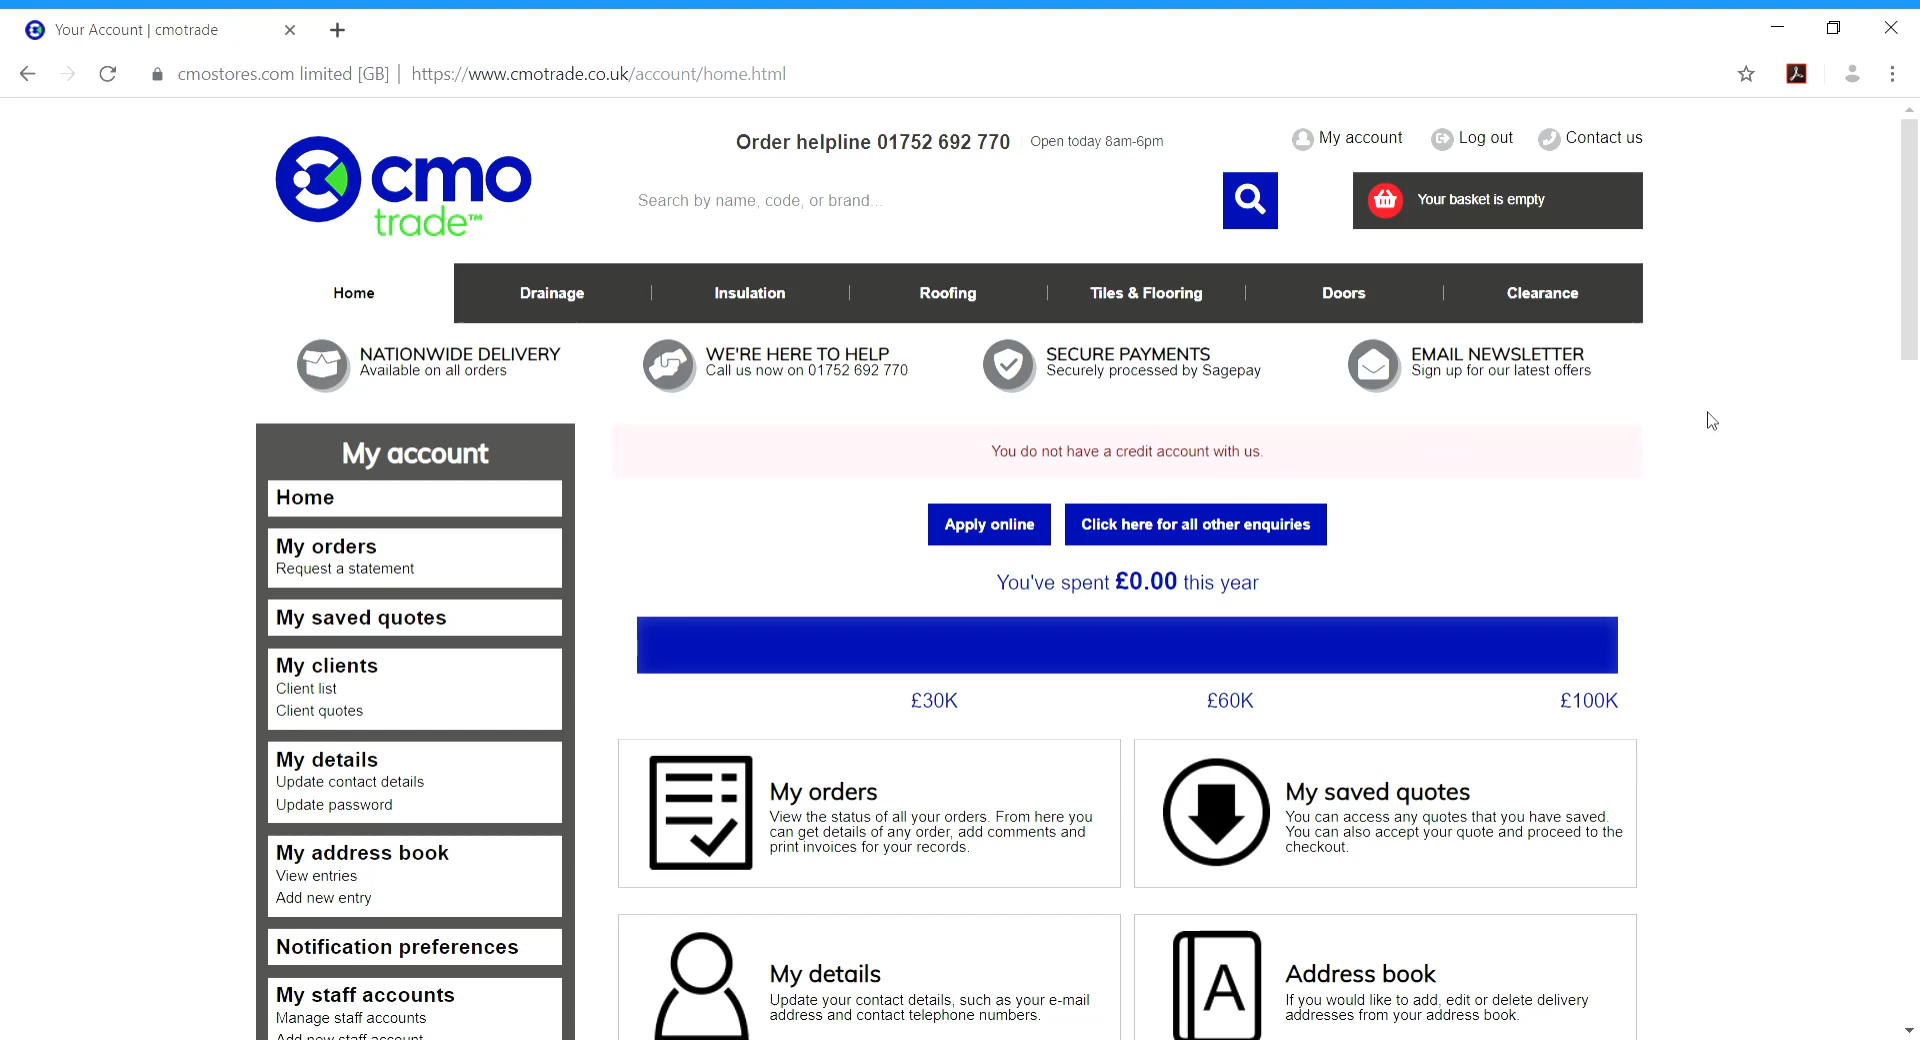 Your Account | cmotrade
cmostores.com limited [GB] | https://www.cmotrade.co.uk/account/home.html
cmo
trade™
Order helpline 01752 692 770
Open today 8am-6pm
My account
Log out
Contact us
Search by name, code, or brand...
Your basket is empty
Home
Drainage
Insulation
Roofing
Tiles & Flooring
Doors
Clearance
NATIONWIDE DELIVERY
Available on all orders
WE'RE HERE TO HELP
Call us now on 01752 692 770
SECURE PAYMENTS
Securely processed by Sagepay
EMAIL NEWSLETTER
Sign up for our latest offers
My account
Home
My orders
Request a statement
My saved quotes
My clients
Client list
Client quotes
My details
Update contact details
Update password
My address book
View entries
Add new entry
Notification preferences
My staff accounts
Manage staff accounts
Add new staff account
You do not have a credit account with us.
Apply online
Click here for all other enquiries
You've spent £0.00 this year
£30K
£60K
£100K
My orders
View the status of all your orders. From here you
can get details of any order, add comments and
print invoices for your records.
My saved quotes
You can access any quotes that you have saved.
You can also accept your quote and proceed to the
checkout.
My details
Update your contact details, such as your e-mail
address and contact telephone numbers.
A
Address book
If you would like to add, edit or delete delivery
addresses from your address book.